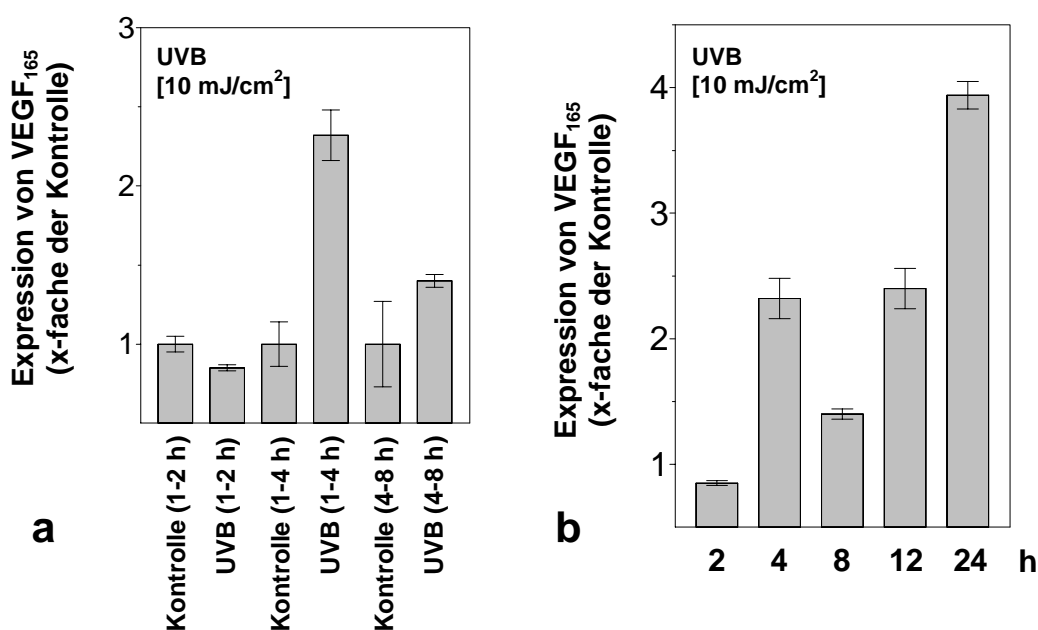 Expression von VEGF₁₆₅
(x-fache der Kontrolle)
3
2
1
UVB
[10 mJ/cm²]
Kontrolle (1-2 h)
UVB (1-2 h)
Kontrolle (1-4 h)
UVB (1-4 h)
Kontrolle (4-8 h)
UVB (4-8 h)
a
Expression von VEGF₁₆₅
(x-fache der Kontrolle)
4
3
2
1
UVB
[10 mJ/cm²]
2 4 8 12 24 h
b